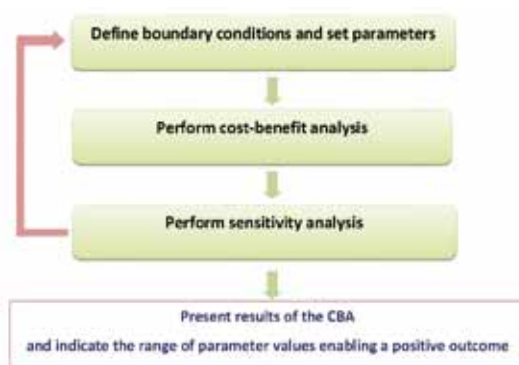 Define boundary conditions and set parameters
Perform cost-benefit analysis
Perform sensitivity analysis
Present results of the CBA
and indicate the range of parameter values enabling a positive outcome